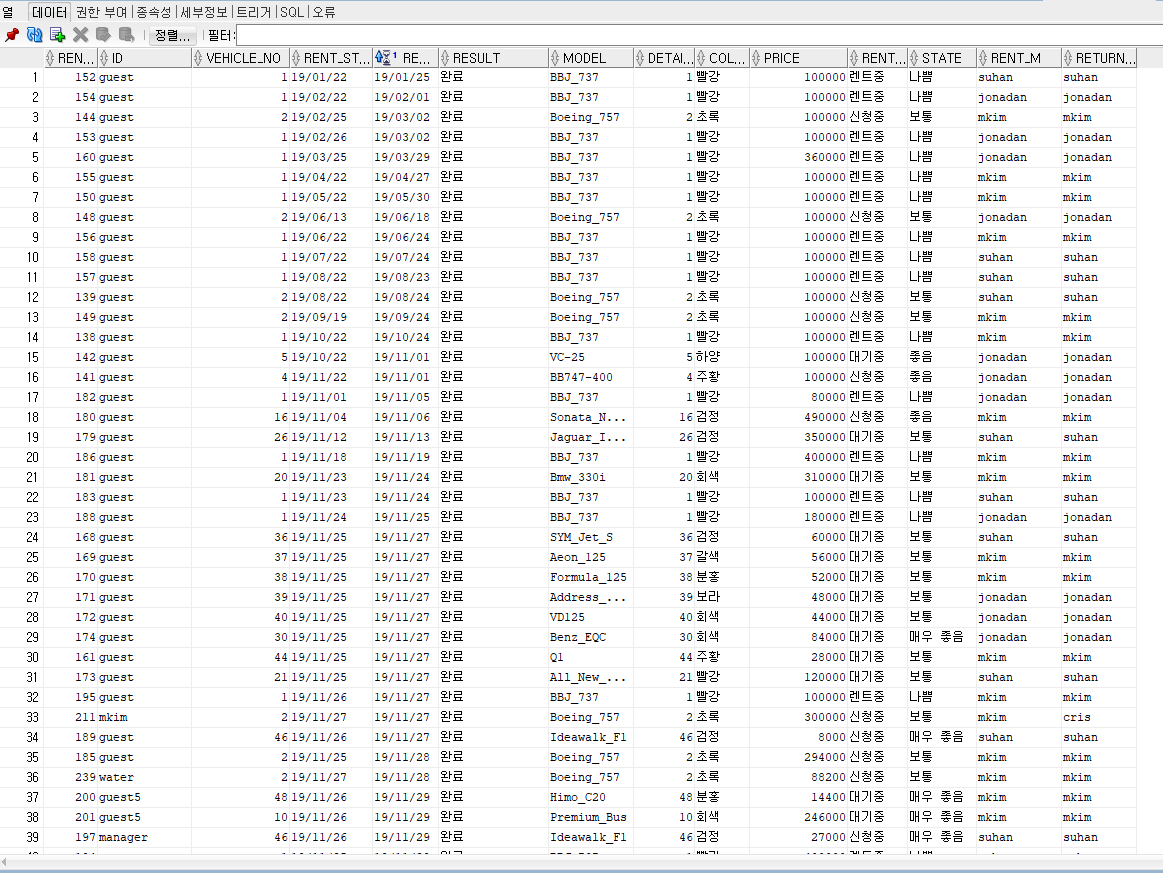 열 데이터 권한 부여 종속성 세부정보 트리거 SQL 오류
정렬... 필터:
REN... ID VEHICLE_NO RENT_ST... 1 RE... RESULT MODEL DETAI... COL... PRICE RENT... STATE RENT_M RETURN...
1 152 guest 1 19/01/22 19/01/25 완료 BBJ_737 1 빨강 100000 렌트중 나쁨 suhan suhan
2 154 guest 1 19/02/22 19/02/01 완료 BBJ_737 1 빨강 100000 렌트중 나쁨 jonadan jonadan
3 144 guest 2 19/02/25 19/03/02 완료 Boeing_757 2 초록 100000 신청중 보통 mkim mkim
4 153 guest 1 19/02/26 19/03/02 완료 BBJ_737 1 빨강 100000 렌트중 나쁨 jonadan jonadan
5 160 guest 1 19/03/25 19/03/29 완료 BBJ_737 1 빨강 360000 렌트중 나쁨 jonadan jonadan
6 155 guest 1 19/04/22 19/04/27 완료 BBJ_737 1 빨강 100000 렌트중 나쁨 mkim mkim
7 150 guest 1 19/05/22 19/05/30 완료 BBJ_737 1 빨강 100000 렌트중 나쁨 mkim mkim
8 148 guest 2 19/06/13 19/06/18 완료 Boeing_757 2 초록 100000 신청중 보통 jonadan jonadan
9 156 guest 1 19/06/22 19/06/24 완료 BBJ_737 1 빨강 100000 렌트중 나쁨 mkim mkim
10 158 guest 1 19/07/22 19/07/24 완료 BBJ_737 1 빨강 100000 렌트중 나쁨 suhan suhan
11 157 guest 1 19/08/22 19/08/23 완료 BBJ_737 1 빨강 100000 렌트중 나쁨 suhan suhan
12 139 guest 2 19/08/22 19/08/24 완료 Boeing_757 2 초록 100000 신청중 보통 suhan suhan
13 149 guest 2 19/09/19 19/09/24 완료 Boeing_757 2 초록 100000 신청중 보통 mkim mkim
14 138 guest 1 19/10/22 19/10/24 완료 BBJ_737 1 빨강 100000 렌트중 나쁨 mkim mkim
15 142 guest 5 19/10/22 19/11/01 완료 VC-25 5 하양 100000 대기중 좋음 jonadan jonadan
16 141 guest 4 19/11/22 19/11/01 완료 BB747-400 4 주황 100000 신청중 좋음 jonadan jonadan
17 182 guest 1 19/11/01 19/11/05 완료 BBJ_737 1 빨강 80000 렌트중 나쁨 jonadan jonadan
18 180 guest 16 19/11/04 19/11/06 완료 Sonata_N... 16 검정 490000 신청중 좋음 mkim mkim
19 179 guest 26 19/11/12 19/11/13 완료 Jaguar_I... 26 검정 350000 대기중 보통 suhan suhan
20 186 guest 1 19/11/18 19/11/19 완료 BBJ_737 1 빨강 400000 렌트중 나쁨 mkim mkim
21 181 guest 20 19/11/23 19/11/24 완료 Bmw_330i 20 회색 310000 대기중 보통 mkim mkim
22 183 guest 1 19/11/23 19/11/24 완료 BBJ_737 1 빨강 100000 렌트중 나쁨 suhan suhan
23 188 guest 1 19/11/24 19/11/25 완료 BBJ_737 1 빨강 180000 렌트중 나쁨 jonadan jonadan
24 168 guest 36 19/11/25 19/11/27 완료 SYM_Jet_S 36 검정 60000 대기중 보통 suhan suhan
25 169 guest 37 19/11/25 19/11/27 완료 Aeon_125 37 갈색 56000 대기중 보통 mkim mkim
26 170 guest 38 19/11/25 19/11/27 완료 Formula_125 38 분홍 52000 대기중 보통 mkim mkim
27 171 guest 39 19/11/25 19/11/27 완료 Address_... 39 보라 48000 대기중 보통 jonadan jonadan
28 172 guest 40 19/11/25 19/11/27 완료 VD125 40 회색 44000 대기중 보통 jonadan jonadan
29 174 guest 30 19/11/25 19/11/27 완료 Benz_EQC 30 회색 84000 대기중 매우 좋음 jonadan jonadan
30 161 guest 44 19/11/25 19/11/27 완료 Q1 44 주황 28000 대기중 보통 mkim mkim
31 173 guest 21 19/11/25 19/11/27 완료 All_New_... 21 빨강 120000 대기중 보통 suhan suhan
32 195 guest 1 19/11/26 19/11/27 완료 BBJ_737 1 빨강 100000 렌트중 나쁨 mkim mkim
33 211 mkim 2 19/11/27 19/11/27 완료 Boeing_757 2 초록 300000 신청중 보통 mkim cris
34 189 guest 46 19/11/26 19/11/27 완료 Ideawalk_F1 46 검정 8000 신청중 매우 좋음 suhan suhan
35 185 guest 2 19/11/25 19/11/28 완료 Boeing_757 2 초록 294000 신청중 보통 mkim mkim
36 239 water 2 19/11/27 19/11/28 완료 Boeing_757 2 초록 88200 신청중 보통 mkim mkim
37 200 guest5 48 19/11/26 19/11/29 완료 Himo_C20 48 분홍 14400 대기중 매우 좋음 mkim mkim
38 201 guest5 10 19/11/26 19/11/29 완료 Premium_Bus 10 회색 246000 대기중 매우 좋음 mkim mkim
39 197 manager 46 19/11/26 19/11/29 완료 Ideawalk_F1 46 검정 27000 신청중 매우 좋음 suhan suhan